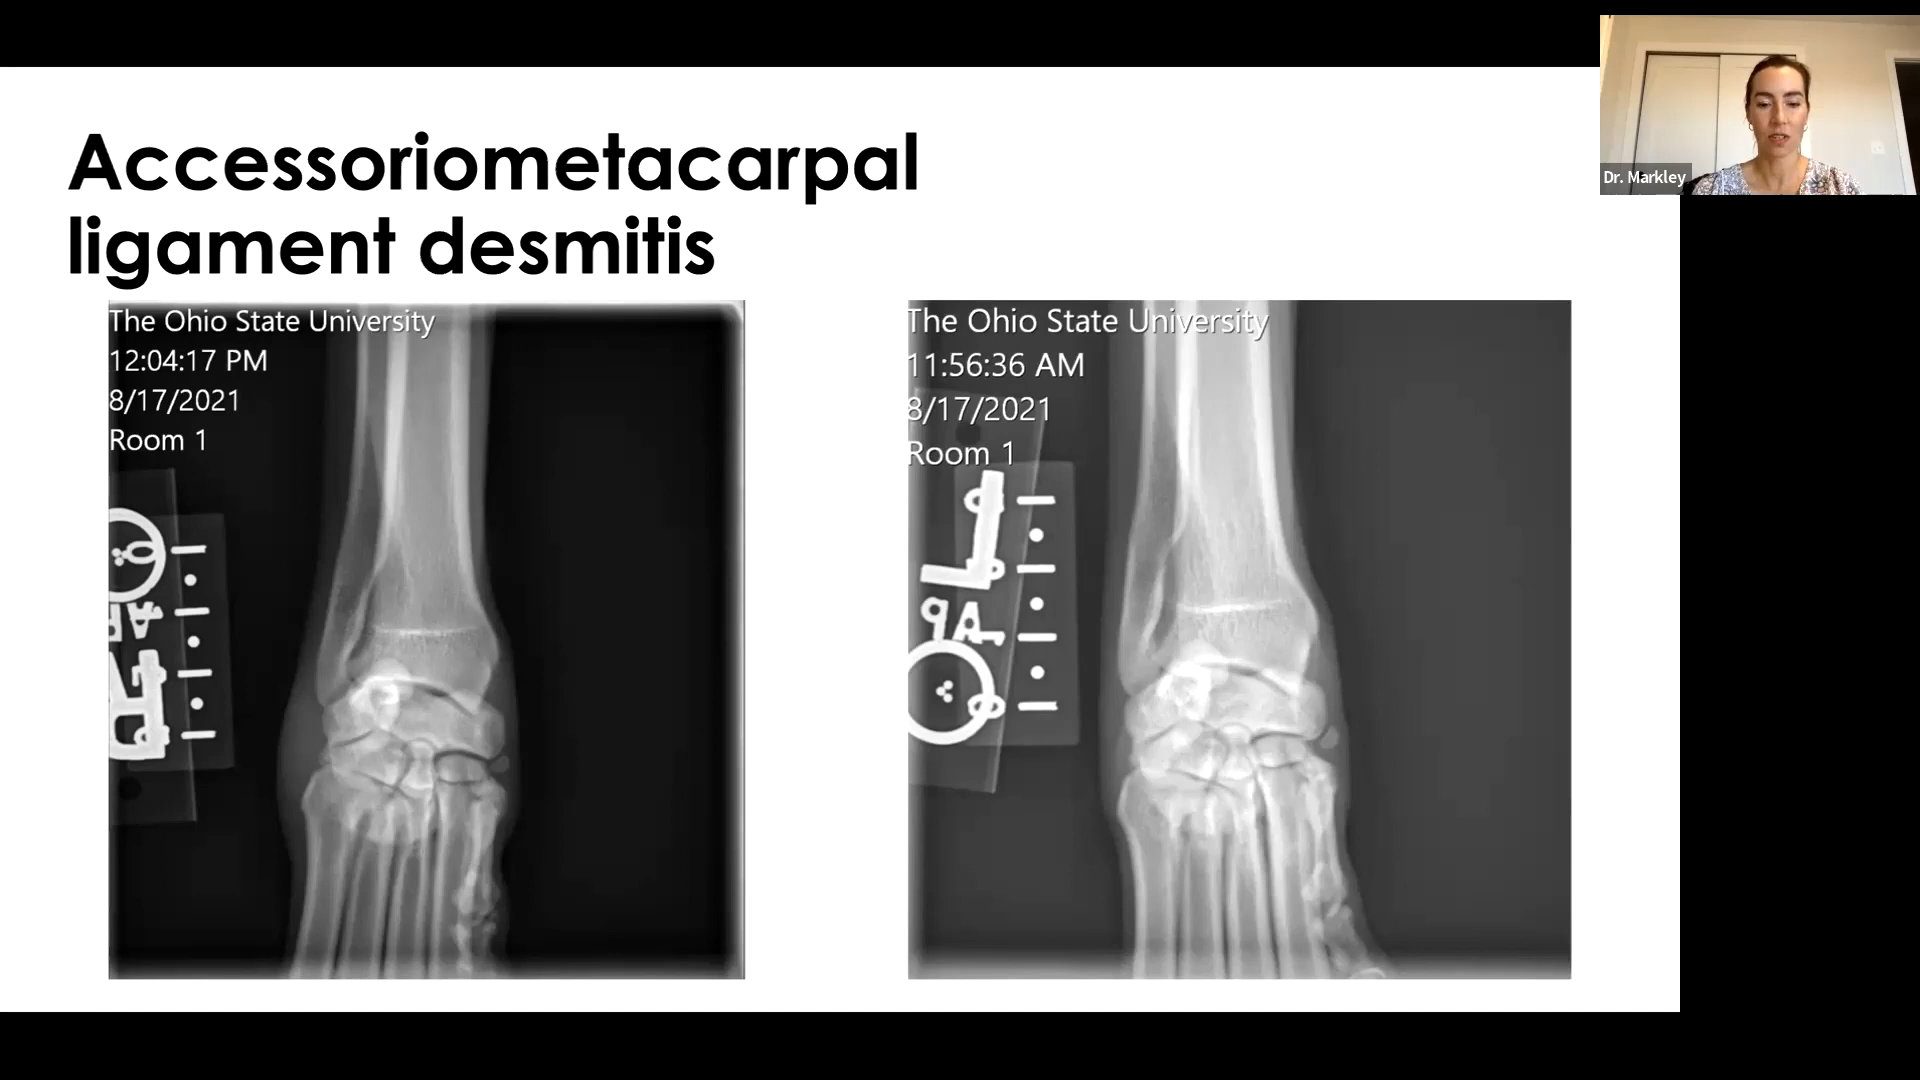 Accessoriometacarpal
ligament desmitis
The Ohio State University
12:04:17 PM
8/17/2021
Room 1
The Ohio State University
11:56:36 AM
8/17/2021
Room 1
L
Dr. Markley